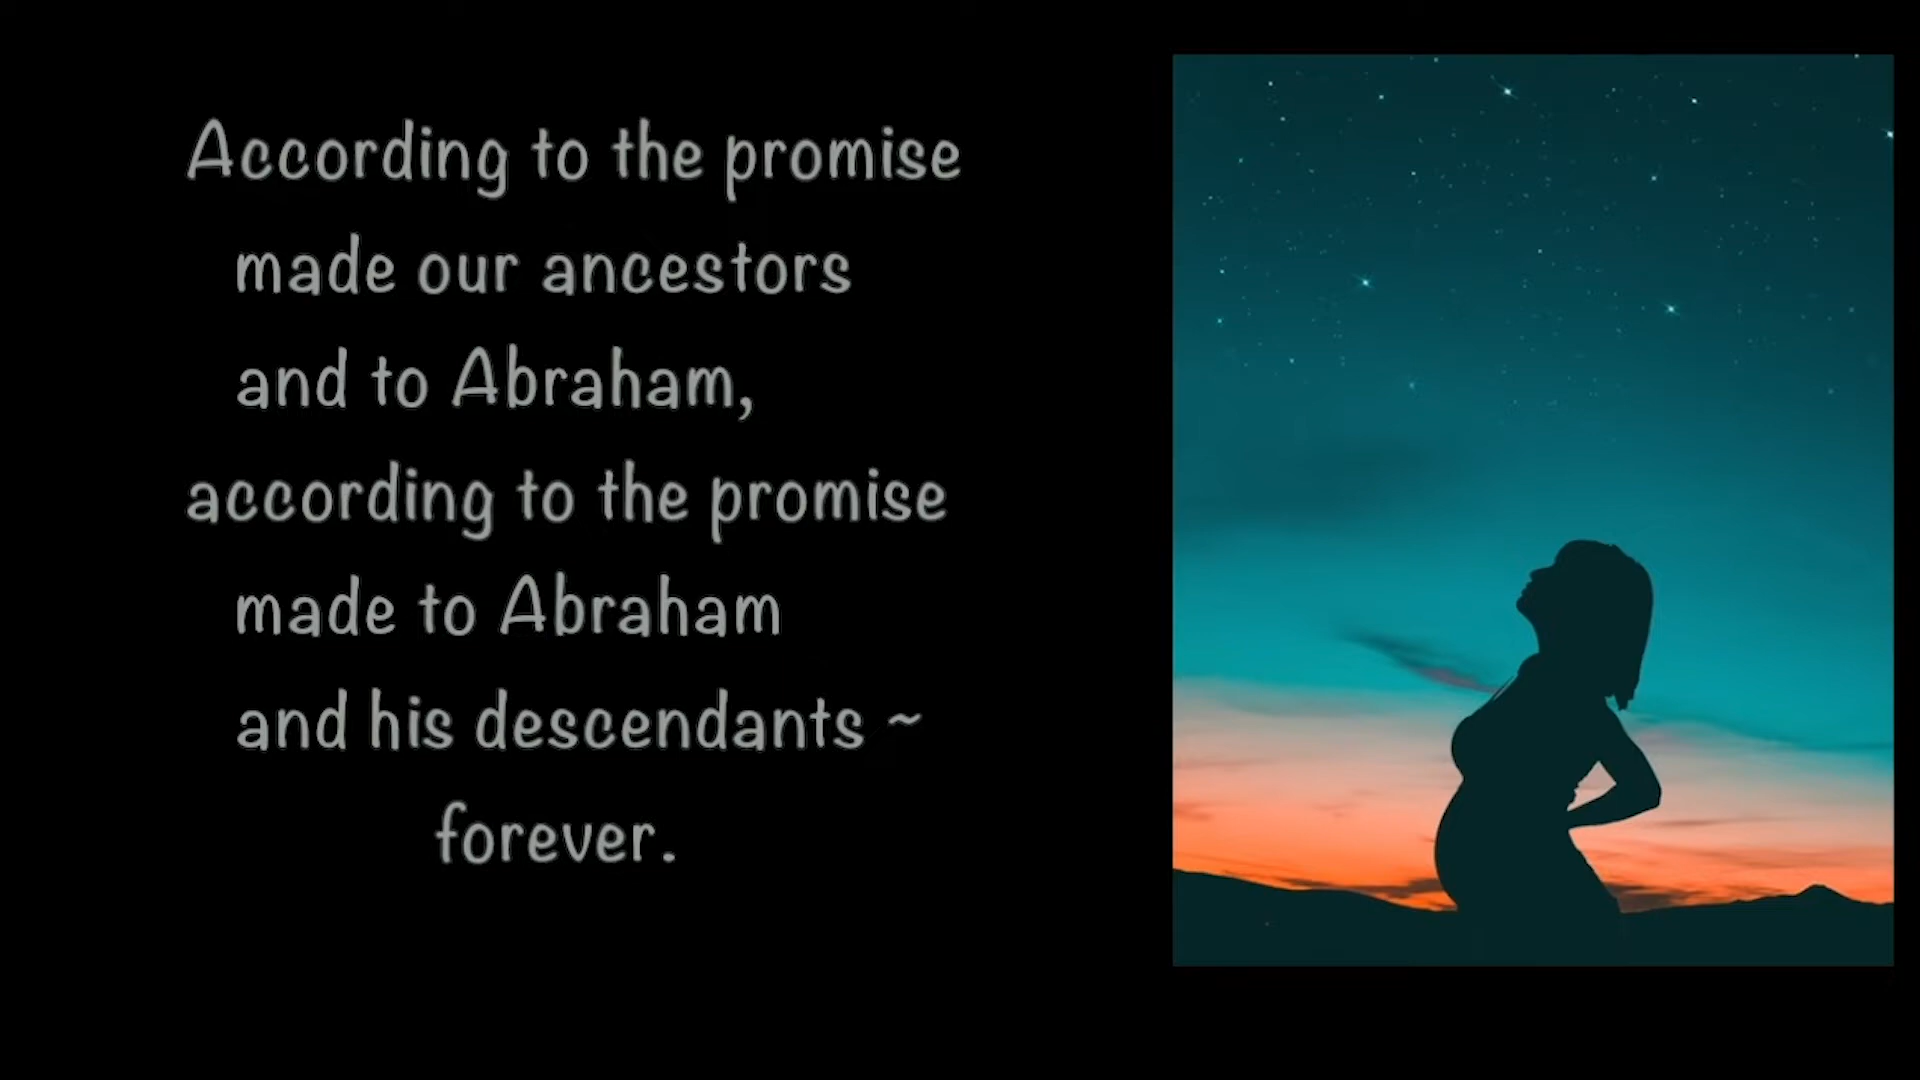 According to the promise
made our ancestors
and to Abraham,
according to the promise
made to Abraham
and his descendants ~
forever.